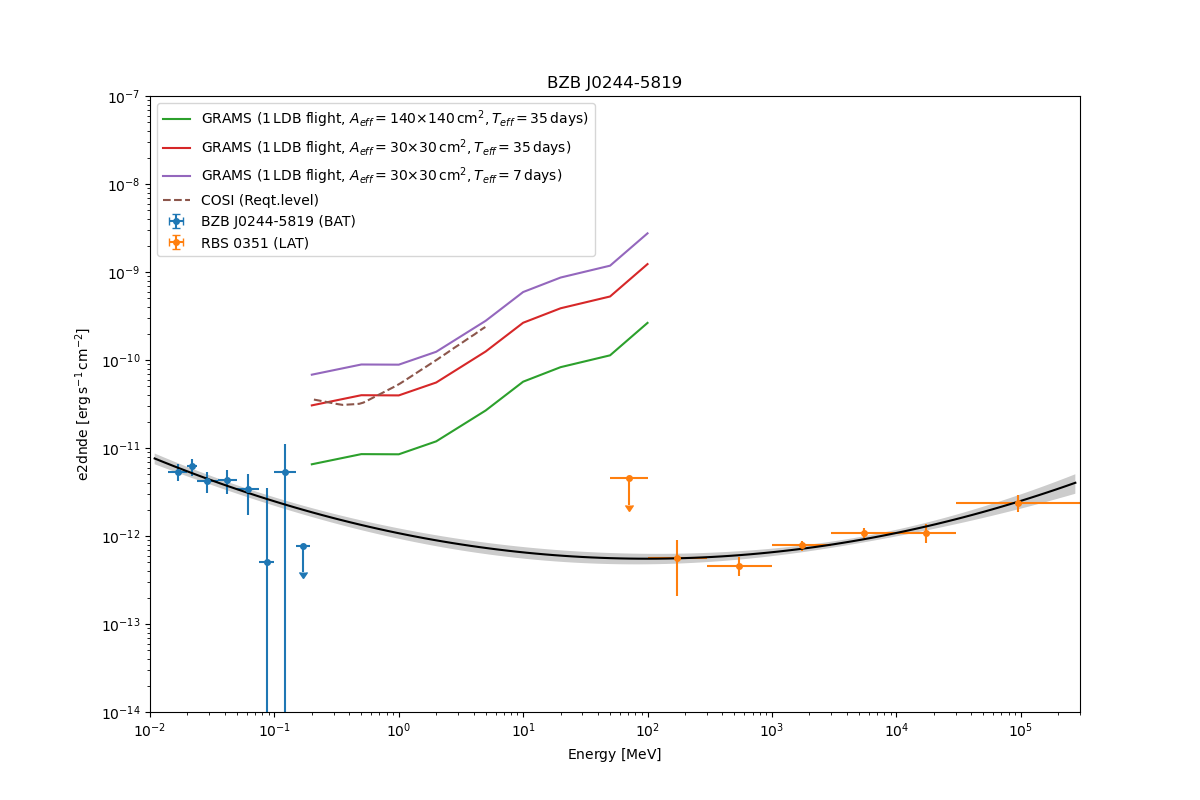 BZB J0244-5819
GRAMS (1 LDB flight, A_eff = 140×140 cm², T_eff = 35 days)
GRAMS (1 LDB flight, A_eff = 30×30 cm², T_eff = 35 days)
GRAMS (1 LDB flight, A_eff = 30×30 cm², T_eff = 7 days)
COSI (Reqt.level)
BZB J0244-5819 (BAT)
RBS 0351 (LAT)
e2dnde [erg s⁻¹ cm⁻²]
10⁻⁷
10⁻⁸
10⁻⁹
10⁻¹⁰
10⁻¹¹
10⁻¹²
10⁻¹³
10⁻¹⁴
10⁻² 10⁻¹ 10⁰ 10¹ 10² 10³ 10⁴ 10⁵
Energy [MeV]